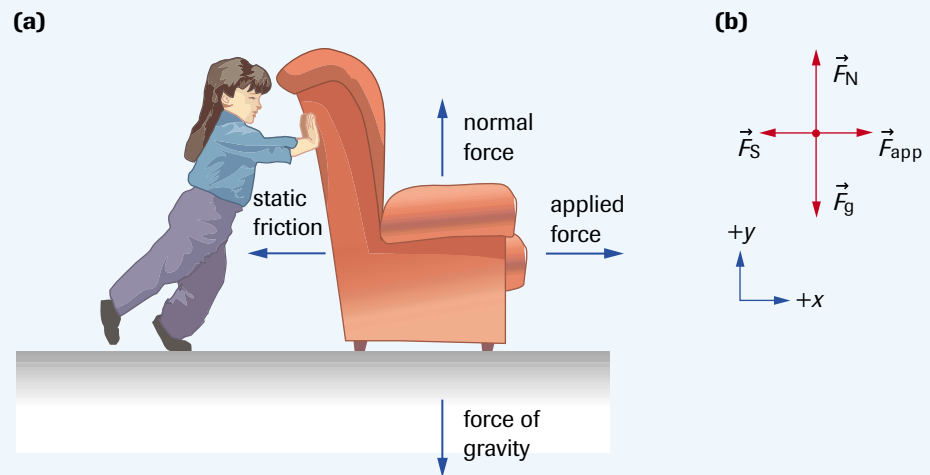 (a)
normal
force
static
friction
applied
force
force of
gravity
(b)
F⃗N
F⃗S
F⃗app
F⃗g
+y
+x